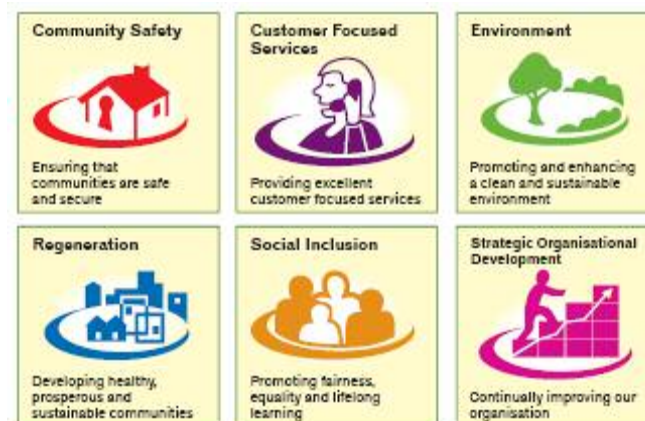 Community Safety
Ensuring that
communities are safe
and secure
Customer Focused
Services
Providing excellent
customer focused services
Environment
Promoting and enhancing
a clean and sustainable
environment
Regeneration
Developing healthy,
prosperous and
sustainable communities
Social Inclusion
Promoting fairness,
equality and lifelong
learning
Strategic Organisational
Development
Continually improving our
organisation